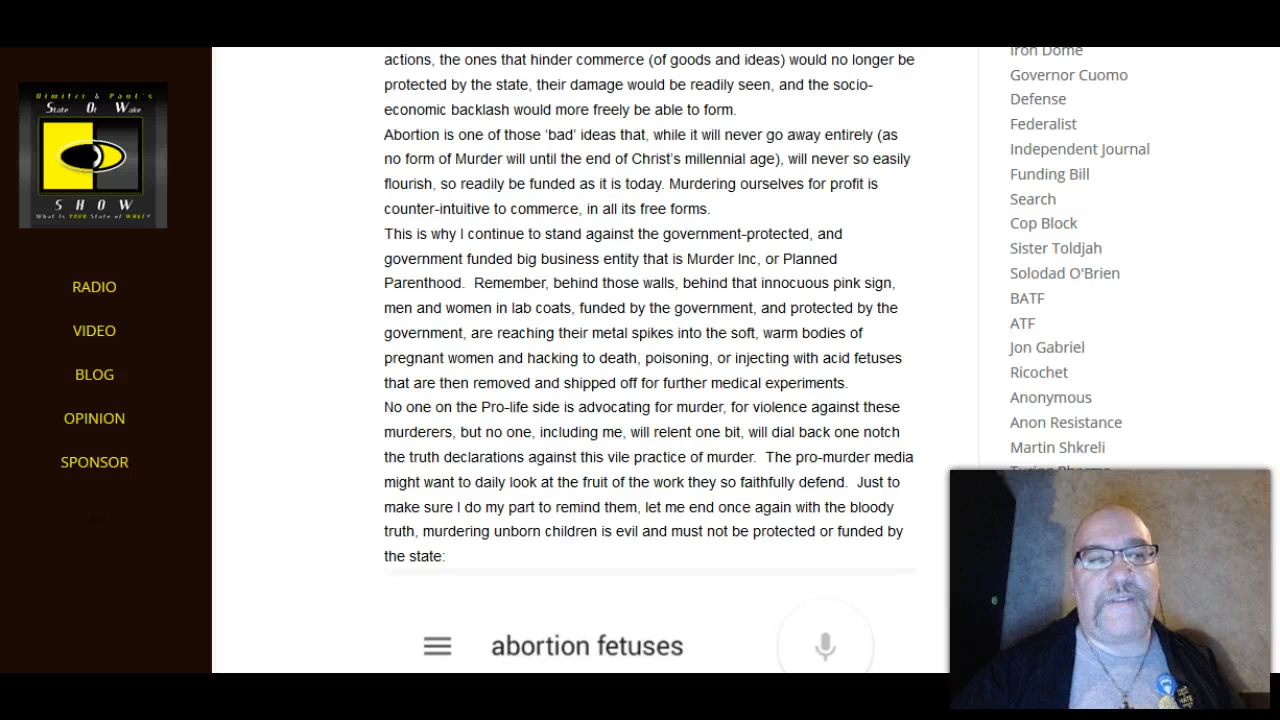 Dimitri & Paul's
State Of Wake
SHOW
What Is YOUR State of WAKE?
RADIO
VIDEO
BLOG
OPINION
SPONSOR
actions, the ones that hinder commerce (of goods and ideas) would no longer be
protected by the state, their damage would be readily seen, and the socio-
economic backlash would more freely be able to form.
Abortion is one of those 'bad' ideas that, while it will never go away entirely (as
no form of Murder will until the end of Christ's millennial age), will never so easily
flourish, so readily be funded as it is today. Murdering ourselves for profit is
counter-intuitive to commerce, in all its free forms.
This is why I continue to stand against the government-protected, and
government funded big business entity that is Murder Inc, or Planned
Parenthood.  Remember, behind those walls, behind that innocuous pink sign,
men and women in lab coats, funded by the government, and protected by the
government, are reaching their metal spikes into the soft, warm bodies of
pregnant women and hacking to death, poisoning, or injecting with acid fetuses
that are then removed and shipped off for further medical experiments.
No one on the Pro-life side is advocating for murder, for violence against these
murderers, but no one, including me, will relent one bit, will dial back one notch
the truth declarations against this vile practice of murder.  The pro-murder media
might want to daily look at the fruit of the work they so faithfully defend.  Just to
make sure I do my part to remind them, let me end once again with the bloody
truth, murdering unborn children is evil and must not be protected or funded by
the state:
abortion fetuses
Iron Dome
Governor Cuomo
Defense
Federalist
Independent Journal
Funding Bill
Search
Cop Block
Sister Toldjah
Solodad O'Brien
BATF
ATF
Jon Gabriel
Ricochet
Anonymous
Anon Resistance
Martin Shkreli